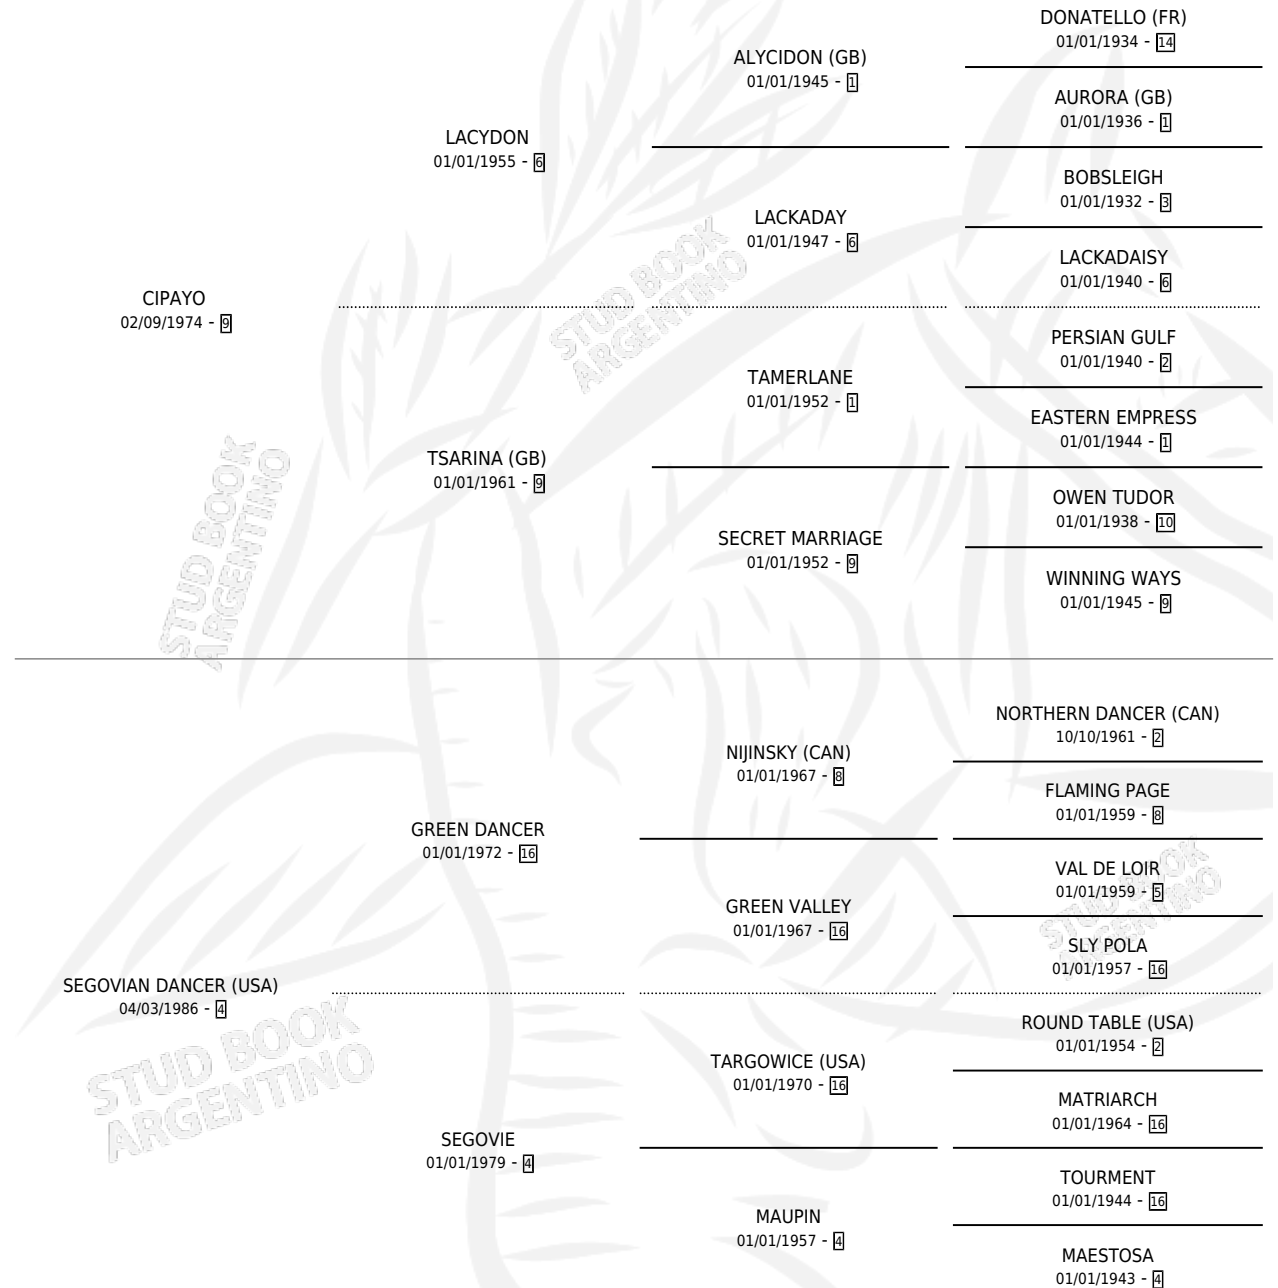 DONATELLO (FR)
01/01/1934 - 14
ALYCIDON (GB)
01/01/1945 - 1
AURORA (GB)
01/01/1936 - 1
LACYDON
01/01/1955 - 6
BOBSLEIGH
01/01/1932 - 3
LACKADAY
01/01/1947 - 6
LACKADAISY
01/01/1940 - 6
CIPAYO
02/09/1974 - 9
PERSIAN GULF
01/01/1940 - 2
TAMERLANE
01/01/1952 - 1
EASTERN EMPRESS
01/01/1944 - 1
TSARINA (GB)
01/01/1961 - 9
OWEN TUDOR
01/01/1938 - 10
SECRET MARRIAGE
01/01/1952 - 9
WINNING WAYS
01/01/1945 - 9
NORTHERN DANCER (CAN)
10/10/1961 - 2
NIJINSKY (CAN)
01/01/1967 - 8
FLAMING PAGE
01/01/1959 - 8
GREEN DANCER
01/01/1972 - 16
VAL DE LOIR
01/01/1959 - 5
GREEN VALLEY
01/01/1967 - 16
SLY POLA
01/01/1957 - 16
SEGOVIAN DANCER (USA)
04/03/1986 - 4
ROUND TABLE (USA)
01/01/1954 - 2
TARGOWICE (USA)
01/01/1970 - 16
MATRIARCH
01/01/1964 - 16
SEGOVIE
01/01/1979 - 4
TOURMENT
01/01/1944 - 16
MAUPIN
01/01/1957 - 4
MAESTOSA
01/01/1943 - 4
STUD BOOK
ARGENTINO
STUD BOOK
ARGENTINO
STUD BOOK
ARGENTINO
STUD BOOK
ARGENTINO